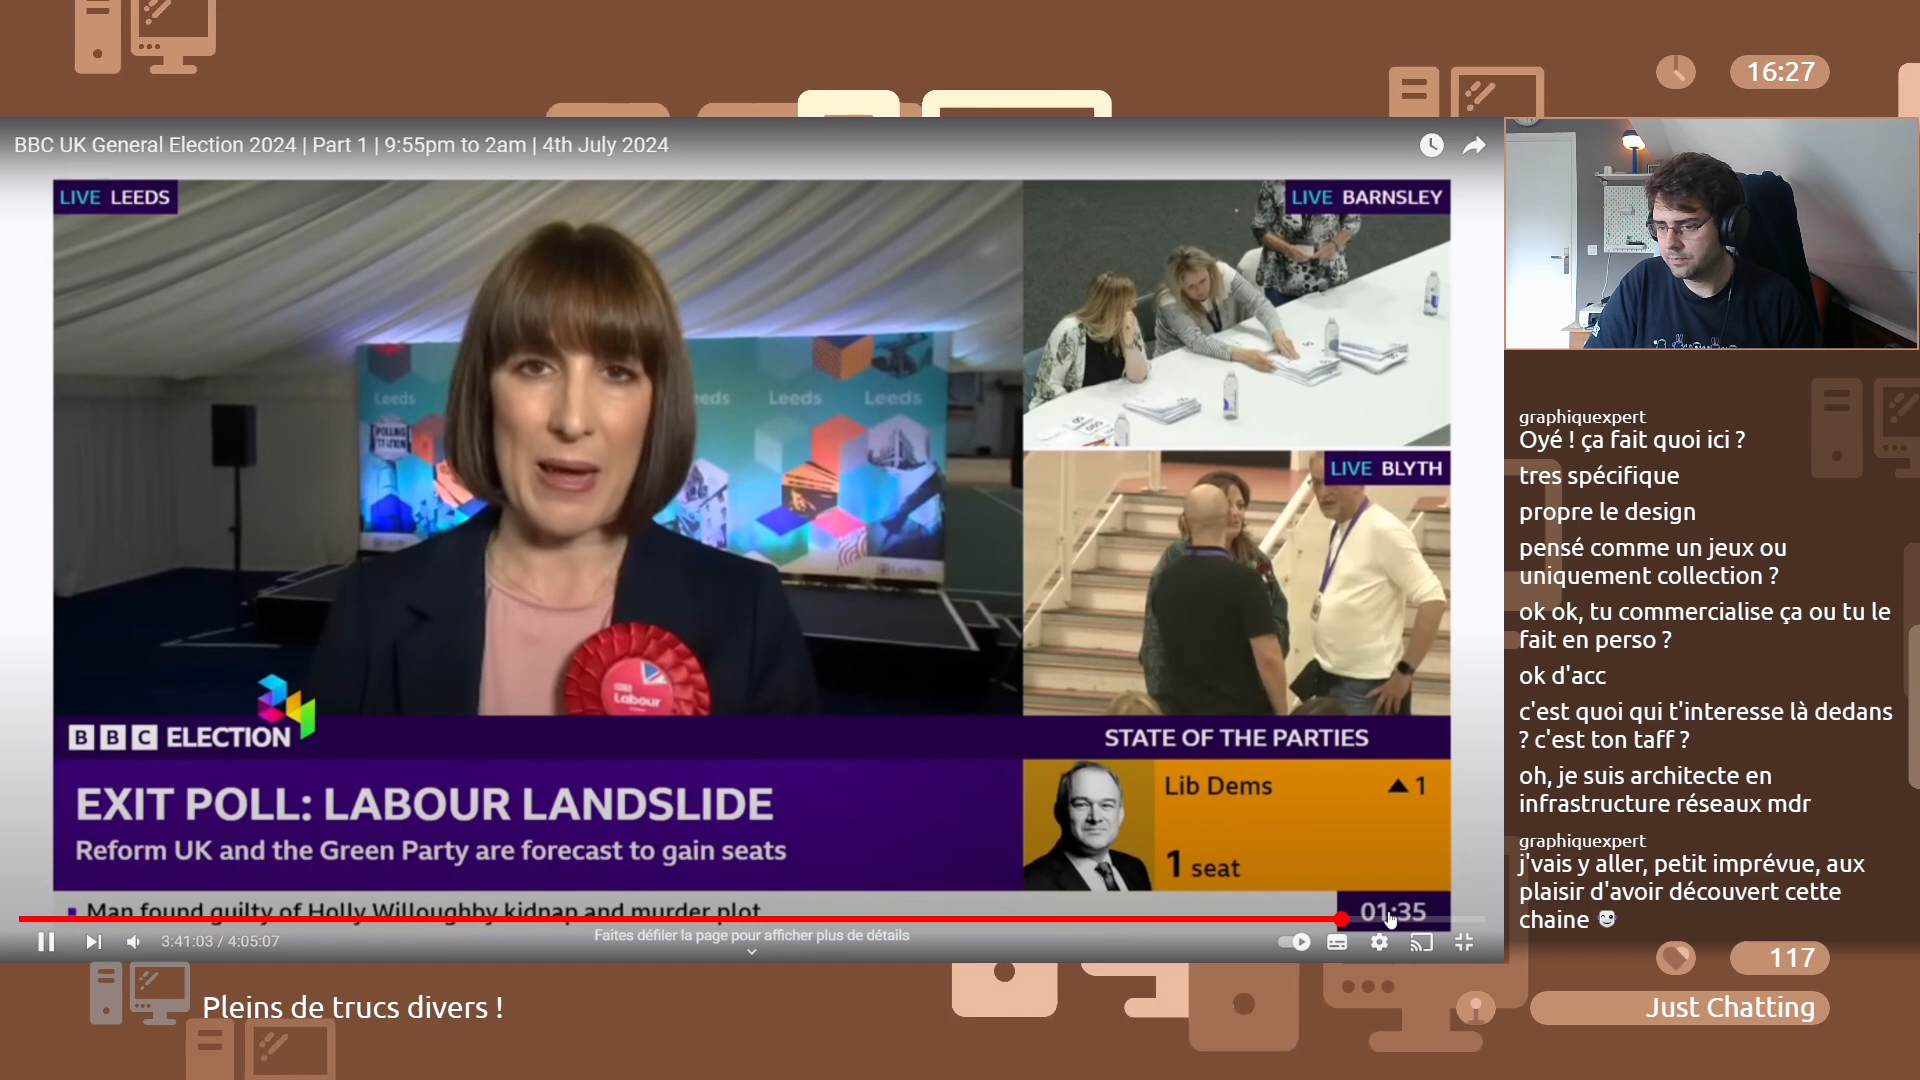 16:27
BBC UK General Election 2024 | Part 1 | 9:55pm to 2am | 4th July 2024
LIVE LEEDS
LIVE BARNSLEY
LIVE BLYTH
Leeds
eeds
Leeds
Leeds
POLLING
Labour
BBC ELECTION
STATE OF THE PARTIES
EXIT POLL: LABOUR LANDSLIDE
Reform UK and the Green Party are forecast to gain seats
Lib Dems
▲ 1
1 seat
Man found guilty of Holly Willoughby kidnap and murder plot
01:35
3:41:03 / 4:05:07
Faites défiler la page pour afficher plus de détails
graphiquexpert
Oyé ! ça fait quoi ici ?
tres spécifique
propre le design
pensé comme un jeux ou
uniquement collection ?
ok ok, tu commercialise ça ou tu le
fait en perso ?
ok d'acc
c'est quoi qui t'interesse là dedans
? c'est ton taff ?
oh, je suis architecte en
infrastructure réseaux mdr
graphiquexpert
j'vais y aller, petit imprévue, aux
plaisir d'avoir découvert cette
chaine
117
Pleins de trucs divers !
Just Chatting